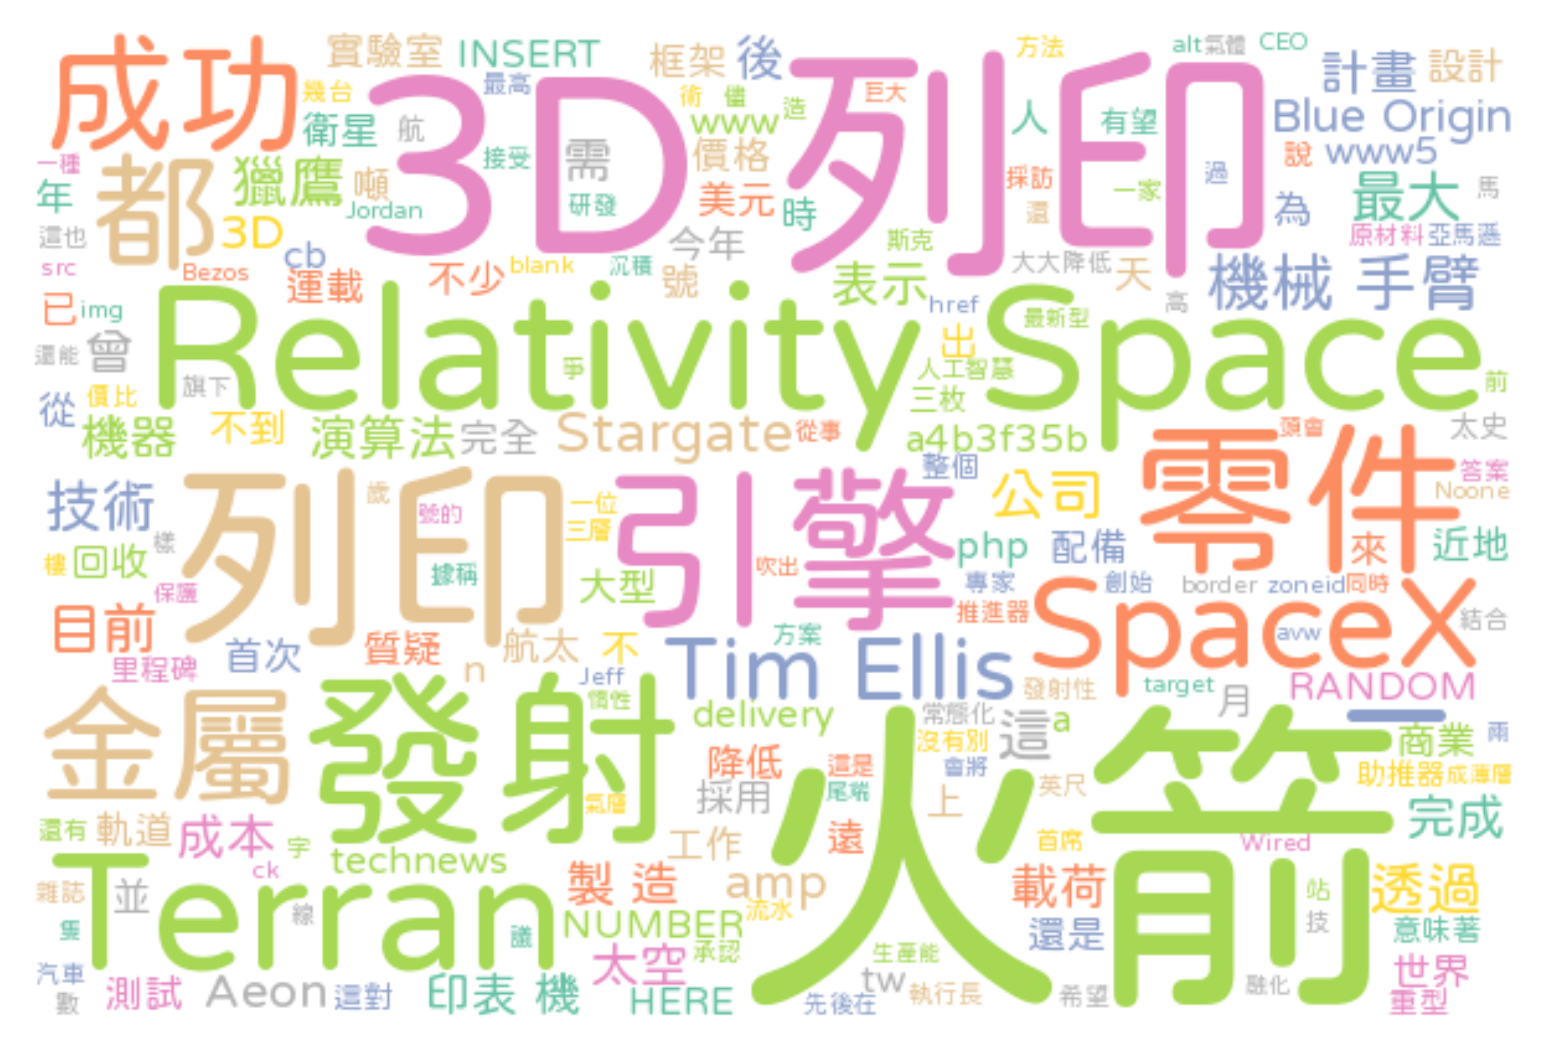 成功 實驗室 INSERT 框架 後 方法 alt 氣體 CEO
3D列印 計畫 設計
幾台 最高 術 儘 造 巨大
衛星 航 www 人 有望 Blue Origin
一種 獵鷹 接受 需 價格 說 www5
都 噸 採訪 一家 過
年 Jordan 研發 美元 時 還 為 最大 馬
這也 3D cb 今年 斯克 原材料 亞馬遜
src Bezos 運載 不少 blank 沉積 號 表示 大大降低 天 機械 手臂
已 img href 高
Relativity Space
還能 曾 出 最新型
旗下 爭 人工智慧 前
從 價比 三枚
機器 不到 演算法 完全 Stargate 從事 a4b3f35b 頭會 太史
整個 零件 答案
技術 列印 歲 號的 一位 引擎 公司 Noone
樣 三層 php 配備 來 近地
樓 回收 據稱 吹出
保護 大型 專家 創始 border zoneid 同時
目前 推進器 SpaceX 結合
首次 質疑 航太 不 方案 avw
里程碑 n Jeff Tim Ellis 發射性 target RANDOM
惰性 月
金屬 發射 delivery 常態化 這 a 一 商業 雨
降低 這是 沒有別 火箭
會將 助推器 成薄層
氣層 採用 尾端 上 英尺
還有 軌道 成本 字 工作 遠 首席 Wired 完成
technews
Terran ck 製 造 amp 載荷 透過
雜誌 並 線 流水 站
隻 議 NUMBER 還是 技 意味著
汽車 太空 承認 生產能 世界
數 測試 Aeon 這對 印表 機 HERE tw 執行長 希望 融化 重型
先後在